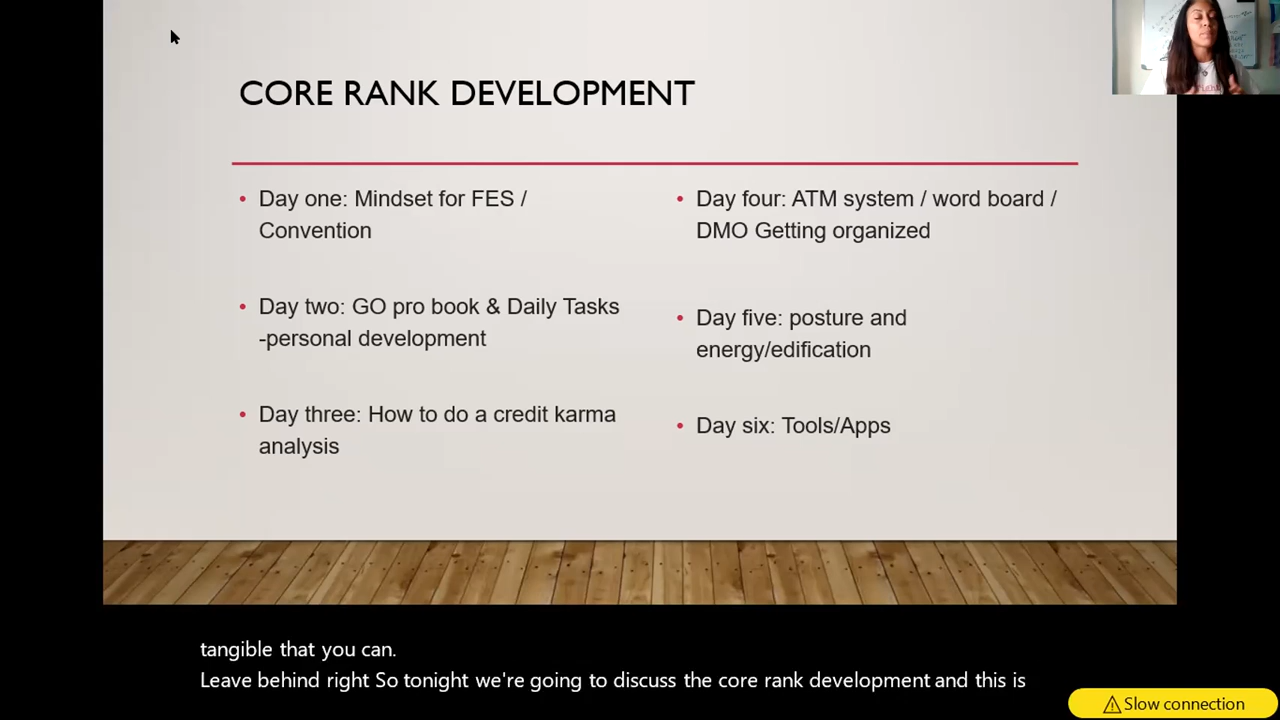 CORE RANK DEVELOPMENT
• Day one: Mindset for FES /
Convention
• Day two: GO pro book & Daily Tasks
-personal development
• Day three: How to do a credit karma
analysis
• Day four: ATM system / word board /
DMO Getting organized
• Day five: posture and
energy/edification
• Day six: Tools/Apps
tangible that you can.
Leave behind right So tonight we're going to discuss the core rank development and this is
Slow connection